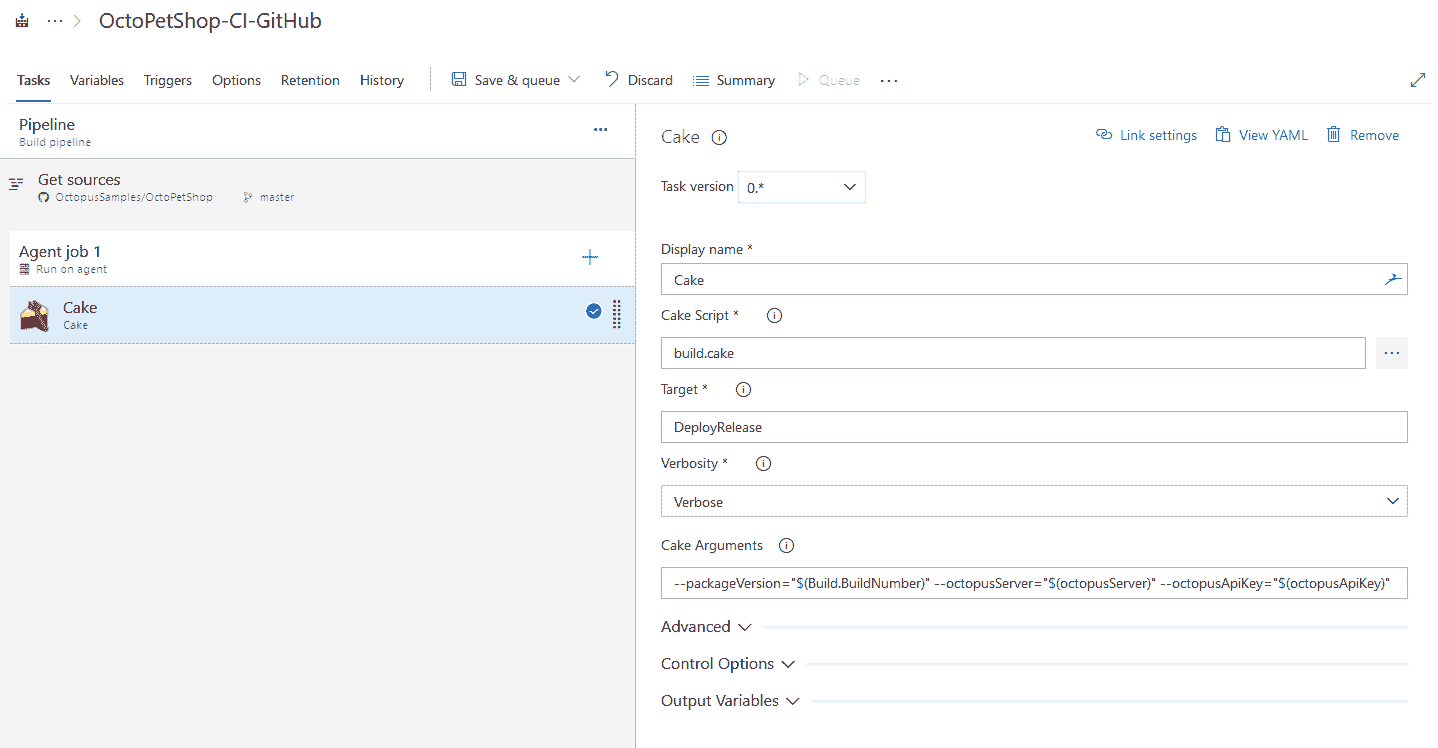 OctoPetShop-CI-GitHub
Tasks Variables Triggers Options Retention History Save & queue Discard Summary Queue
Pipeline
Build pipeline
Get sources
OctopusSamples/OctoPetShop master
Agent job 1
Run on agent
Cake
Cake
Cake Link settings View YAML Remove
Task version 0.*
Display name *
Cake
Cake Script *
build.cake
Target *
DeployRelease
Verbosity *
Verbose
Cake Arguments
--packageVersion="$(Build.BuildNumber)" --octopusServer="$(octopusServer)" --octopusApiKey="$(octopusApiKey)"
Advanced
Control Options
Output Variables